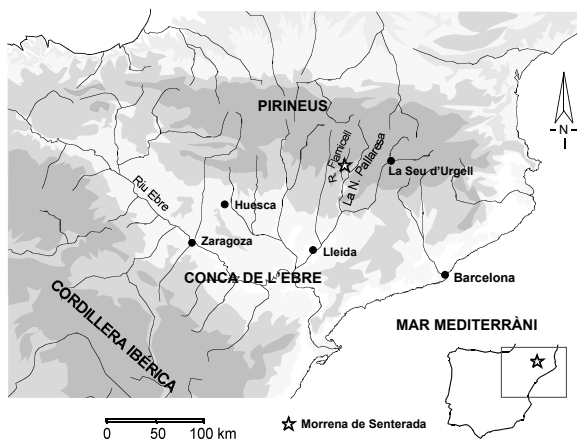 PIRINEUS
N
R. Flamicell
La N. Pallaresa
La Seu d'Urgell
Riu Ebre
Huesca
Zaragoza
Lleida
CONCA DE L'EBRE
Barcelona
CORDILLERA IBÉRICA
MAR MEDITERRÀNI
0 50 100 km
Morrena de Senterada